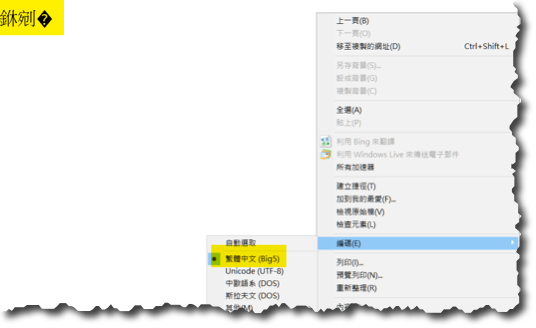 銝剜�
上一頁(B)
下一頁(O)
移至複製的網址(D) Ctrl+Shift+L
另存背景(S)...
設成背景(G)
複製背景(C)
全選(A)
貼上(P)
利用 Bing 來翻譯
利用 Windows Live 來傳送電子郵件
所有加速器
建立捷徑(T)
加到我的最愛(F)...
檢視原始檔(V)
檢查元素(L)
編碼(E)
自動選取
繁體中文 (Big5)
Unicode (UTF-8)
中歐語系 (DOS)
斯拉夫文 (DOS)
其他(M)
列印(I)...
預覽列印(N)...
重新整理(R)